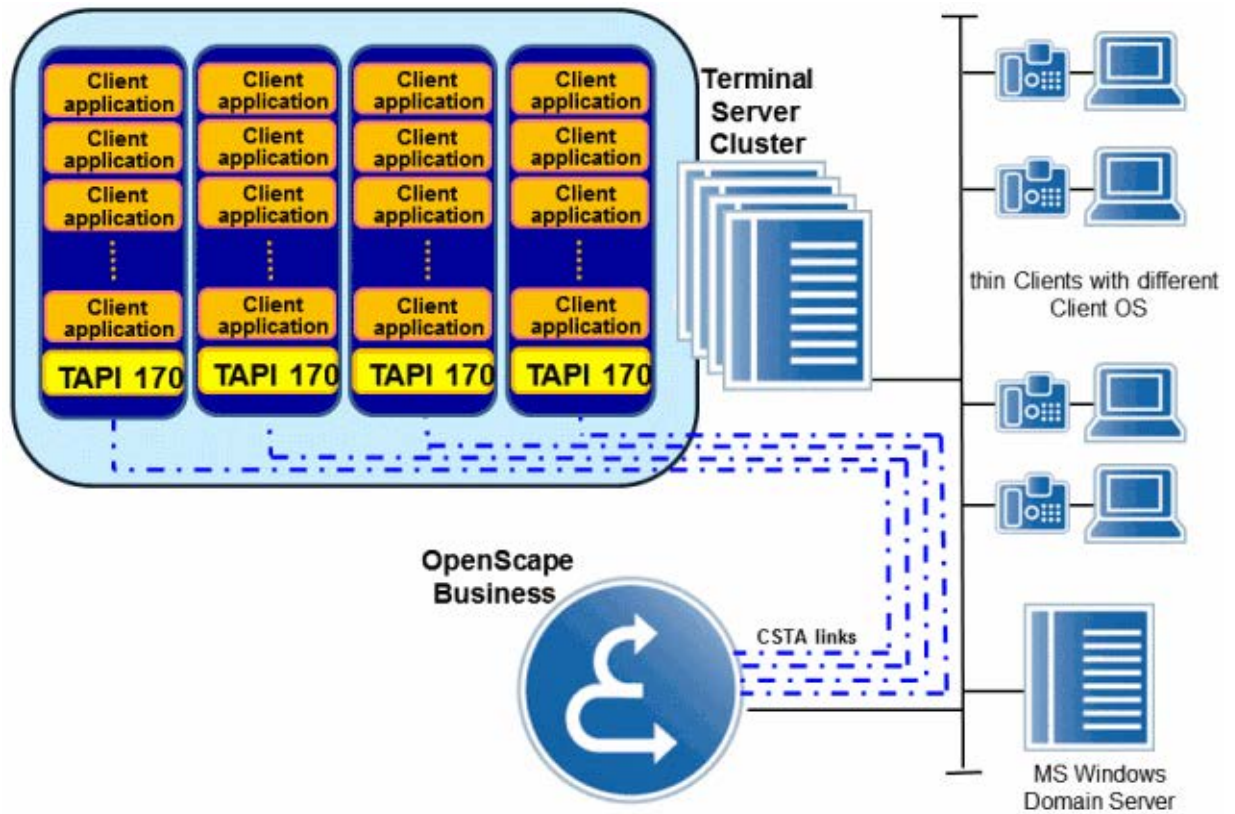 Client
application
Client
application
Client
application
Client
application
TAPI 170
Client
application
Client
application
Client
application
Client
application
TAPI 170
Client
application
Client
application
Client
application
Client
application
TAPI 170
Client
application
Client
application
Client
application
Client
application
TAPI 170
Terminal
Server
Cluster
thin Clients with different
Client OS
OpenScape
Business
CSTA links
MS Windows
Domain Server